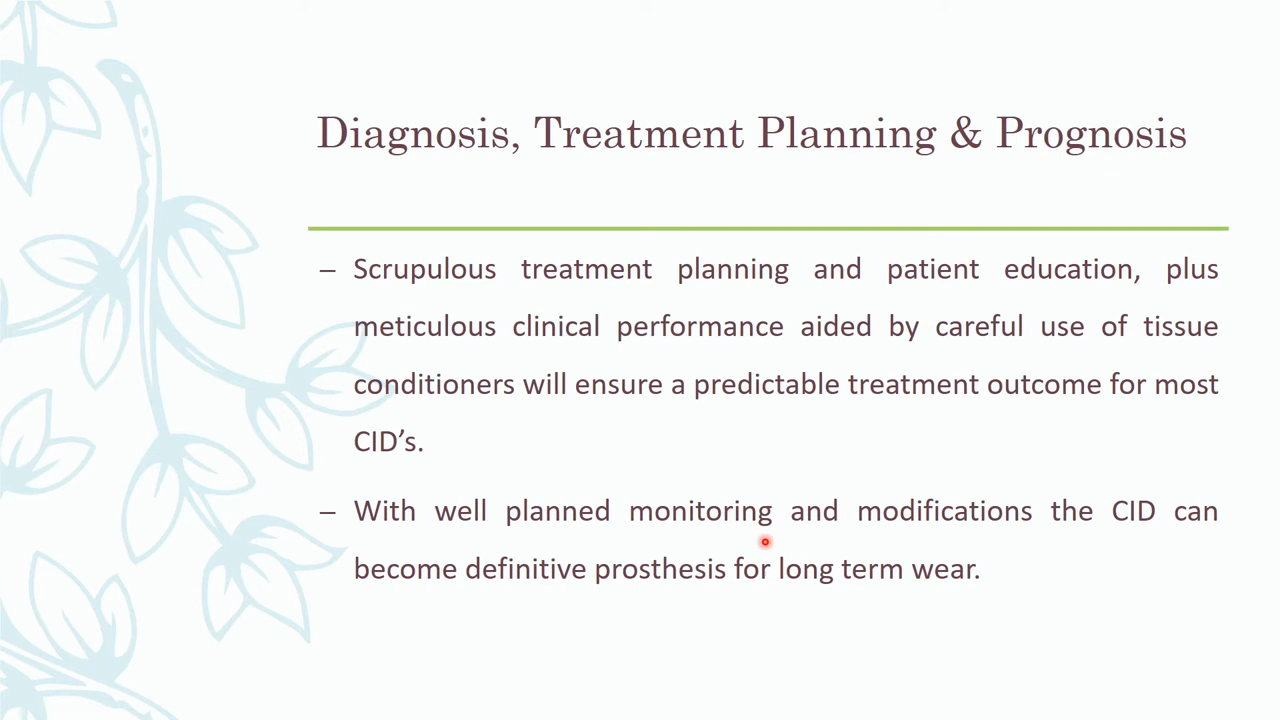 Diagnosis, Treatment Planning & Prognosis
– Scrupulous treatment planning and patient education, plus
meticulous clinical performance aided by careful use of tissue
conditioners will ensure a predictable treatment outcome for most
CID’s.
– With well planned monitoring and modifications the CID can
become definitive prosthesis for long term wear.